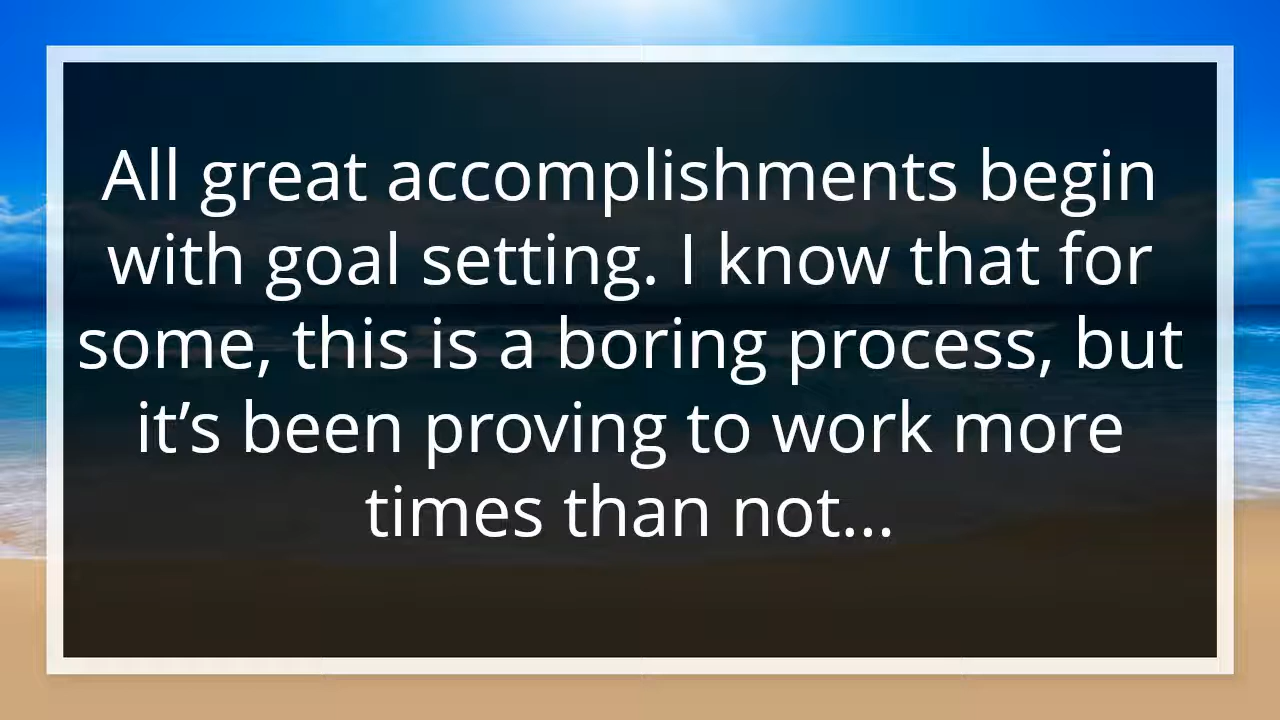 All great accomplishments begin
with goal setting. I know that for
some, this is a boring process, but
it’s been proving to work more
times than not...